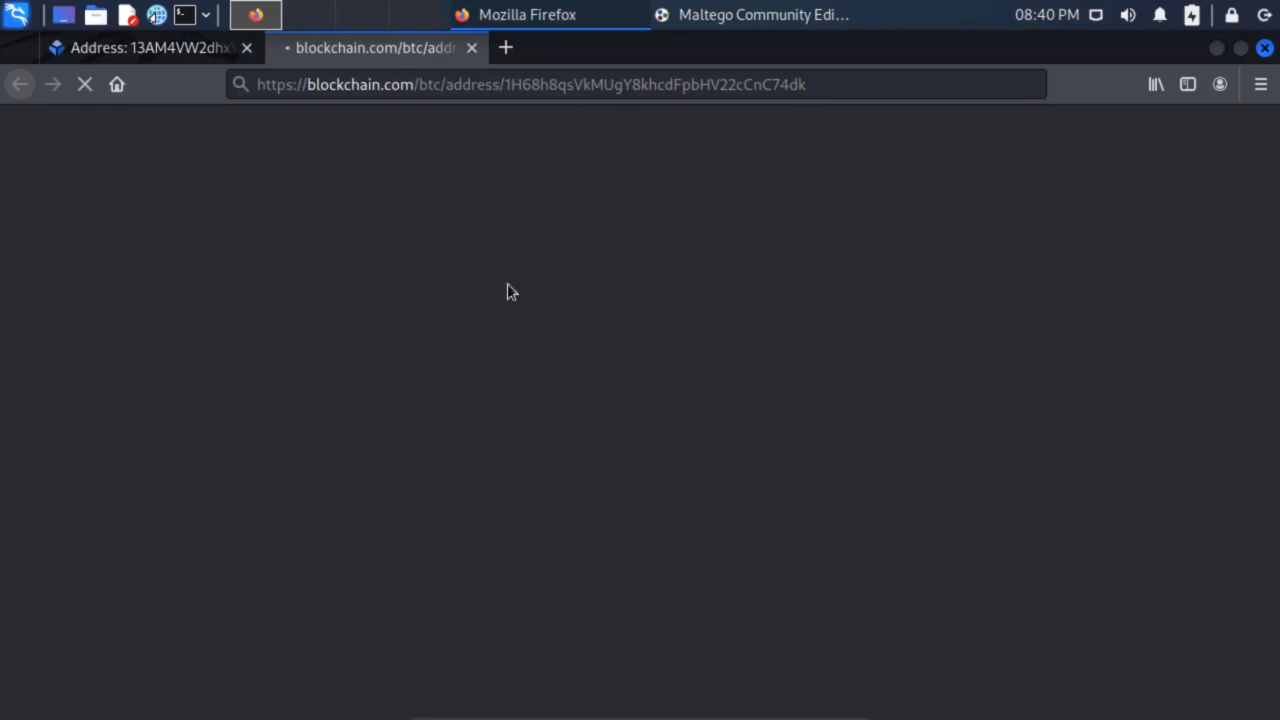 Mozilla Firefox
Maltego Community Edi...
08:40 PM
Address: 13AM4VW2dhx
blockchain.com/btc/addr
https://blockchain.com/btc/address/1H68h8qsVkMUgY8khcdFpbHV22cCnC74dk